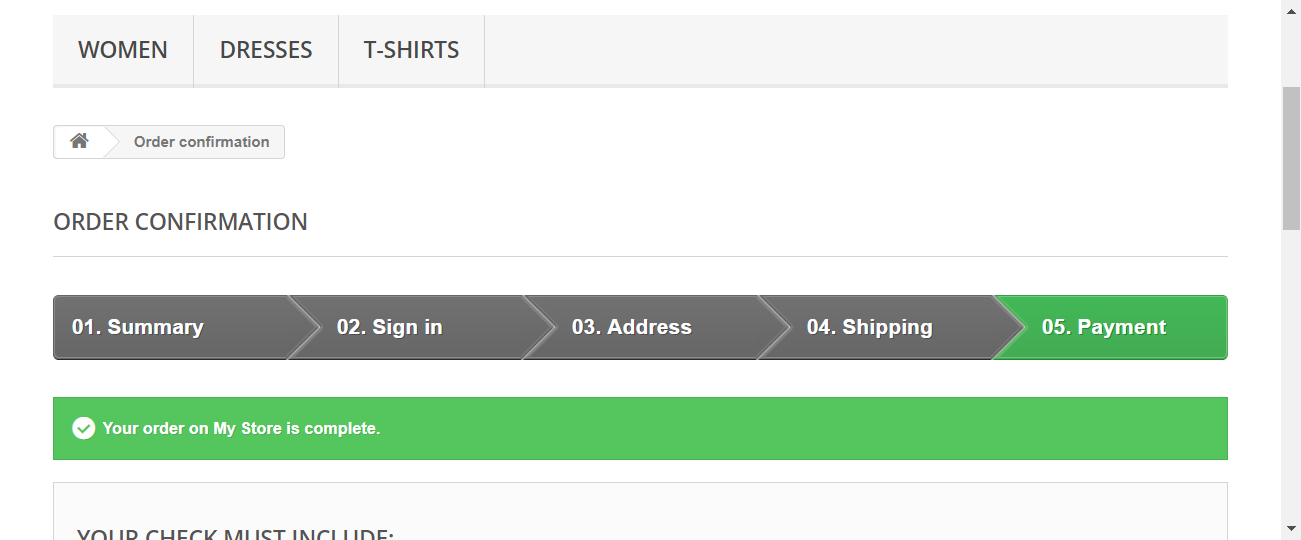 WOMEN DRESSES T-SHIRTS
Order confirmation
ORDER CONFIRMATION
01. Summary 02. Sign in 03. Address 04. Shipping 05. Payment
Your order on My Store is complete.
YOUR CHECK MUST INCLUDE: